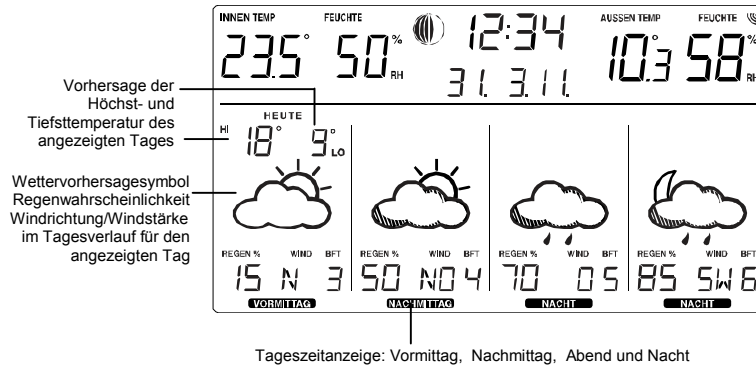 INNEN TEMP FEUCHTE AUSSEN TEMP FEUCHTE
23.5° 50% RH 12:34 10.3° 58% RH
31. 3. 11.
Vorhersage der
Höchst- und
Tiefsttemperatur des
angezeigten Tages
HEUTE
HI 18° 9° LO
Wettervorhersagesymbol
Regenwahrscheinlichkeit
Windrichtung/Windstärke
im Tagesverlauf für den
angezeigten Tag
REGEN % WIND BFT REGEN % WIND BFT REGEN % WIND BFT REGEN % WIND BFT
15 N 3 50 NO 4 70 O 5 85 SW 6
VORMITTAG NACHMITTAG NACHT NACHT
Tageszeitanzeige: Vormittag, Nachmittag, Abend und Nacht